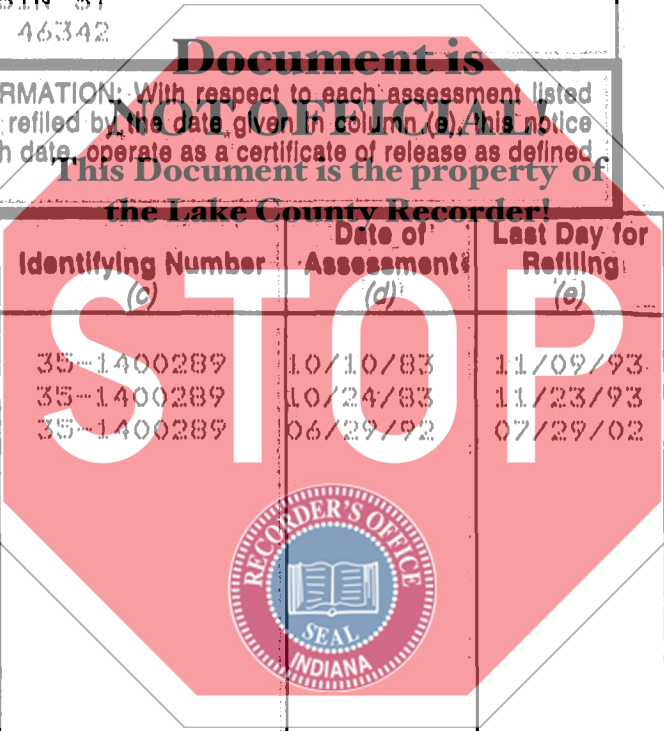 46342
Document is
NOT OFFICIAL!
This Document is the property of
the Lake County Recorder!
RMATION: With respect to each assessment listed
refiled by the date given in column (e), this notice
h date, operate as a certificate of release as defined
Identifying Number
(c)
Date of
Assessment
(d)
Last Day for
Refiling
(e)
35-1400289 10/10/83 11/09/93
35-1400289 10/24/83 11/23/93
35-1400289 06/29/92 07/29/02
STOP
RECORDER'S OFFICE
SEAL
INDIANA